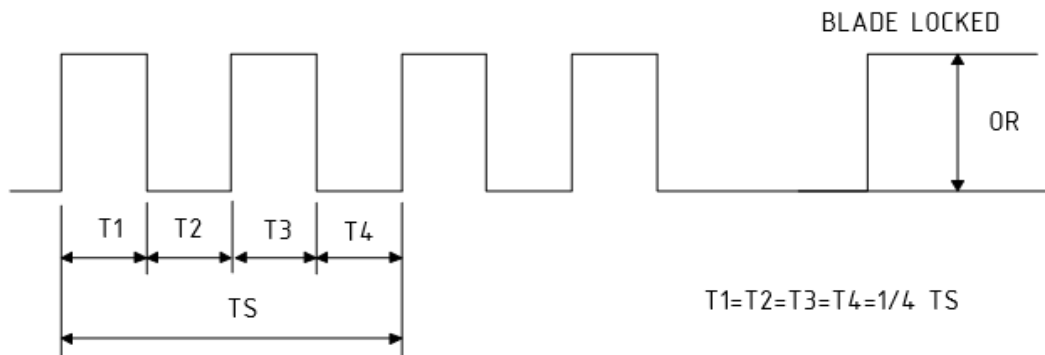 BLADE LOCKED
OR
T1 T2 T3 T4
TS
T1=T2=T3=T4=1/4 TS